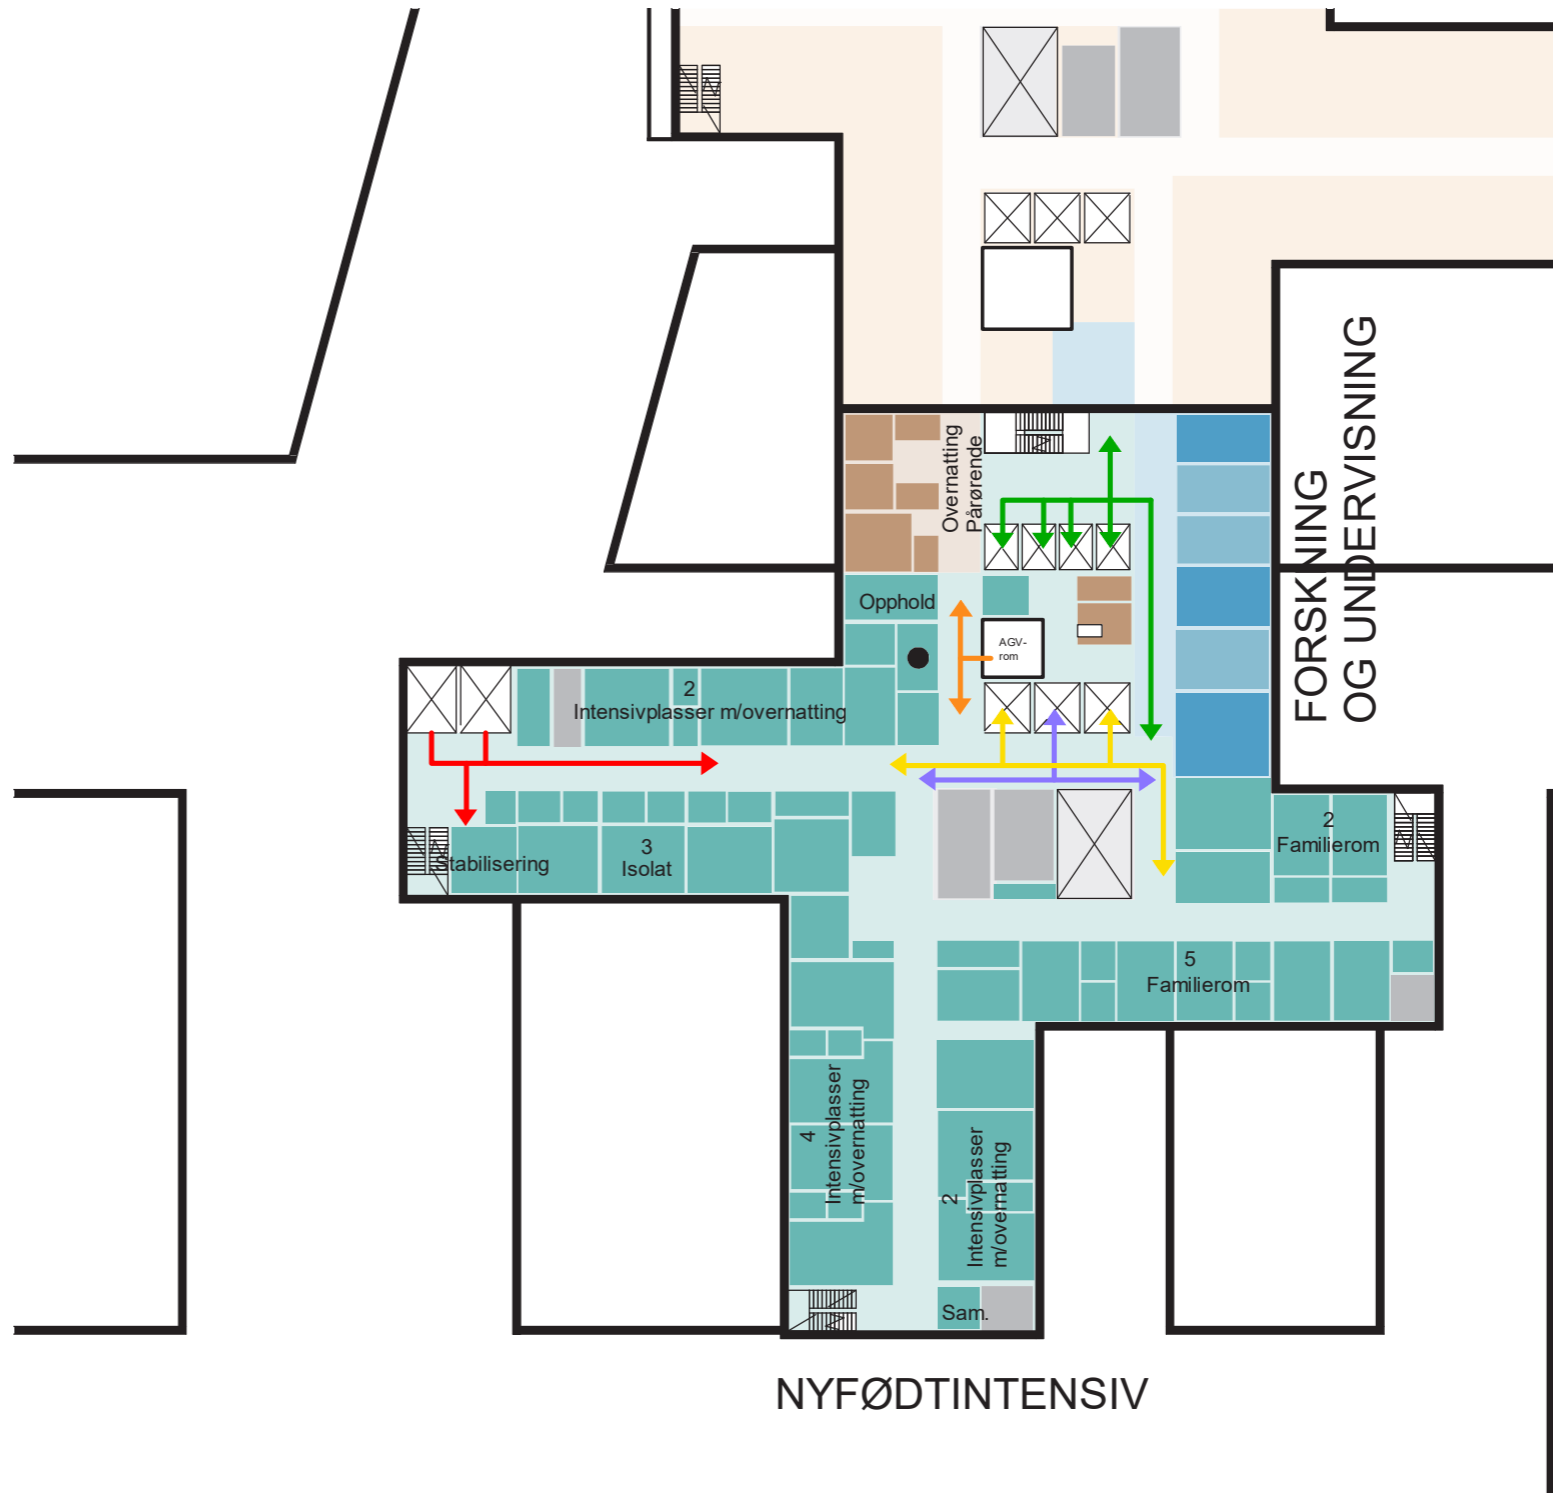 FORSKNING
OG UNDERVISNING
Overnatting
Pårørende
Opphold
AGV-
rom
2
Intensivplasser m/overnatting
Stabilisering
3
Isolat
2
Familierom
5
Familierom
4
Intensivplasser
m/overnatting
2
Intensivplasser
m/overnatting
Sam.
NYFØDTINTENSIV